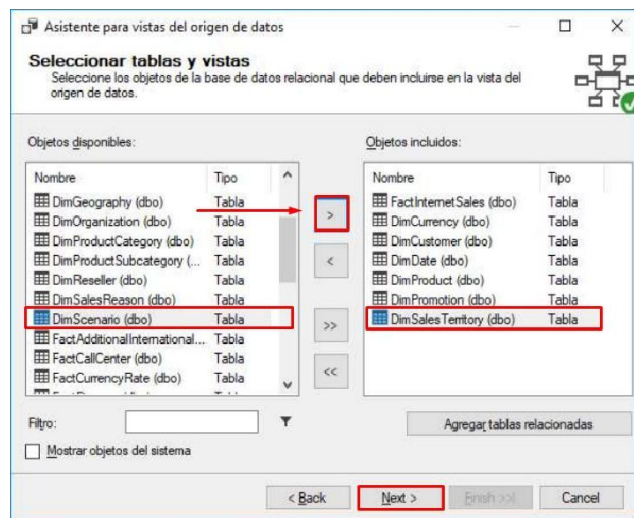 Asistente para vistas del origen de datos
Seleccionar tablas y vistas
Seleccione los objetos de la base de datos relacional que deben incluirse en la vista del
origen de datos.
Objetos disponibles:
Nombre Tipo
DimGeography (dbo) Tabla
DimOrganization (dbo) Tabla
DimProductCategory (dbo) Tabla
DimProductSubcategory (... Tabla
DimReseller (dbo) Tabla
DimSalesReason (dbo) Tabla
DimScenario (dbo) Tabla
FactAdditionalInternational... Tabla
FactCallCenter (dbo) Tabla
FactCurrencyRate (dbo) Tabla
>
<
>>
<<
Objetos incluidos:
Nombre Tipo
FactInternetSales (dbo) Tabla
DimCurrency (dbo) Tabla
DimCustomer (dbo) Tabla
DimDate (dbo) Tabla
DimProduct (dbo) Tabla
DimPromotion (dbo) Tabla
DimSalesTerritory (dbo) Tabla
Filtro:
Agregar tablas relacionadas
Mostrar objetos del sistema
< Back Next > Finish >>| Cancel